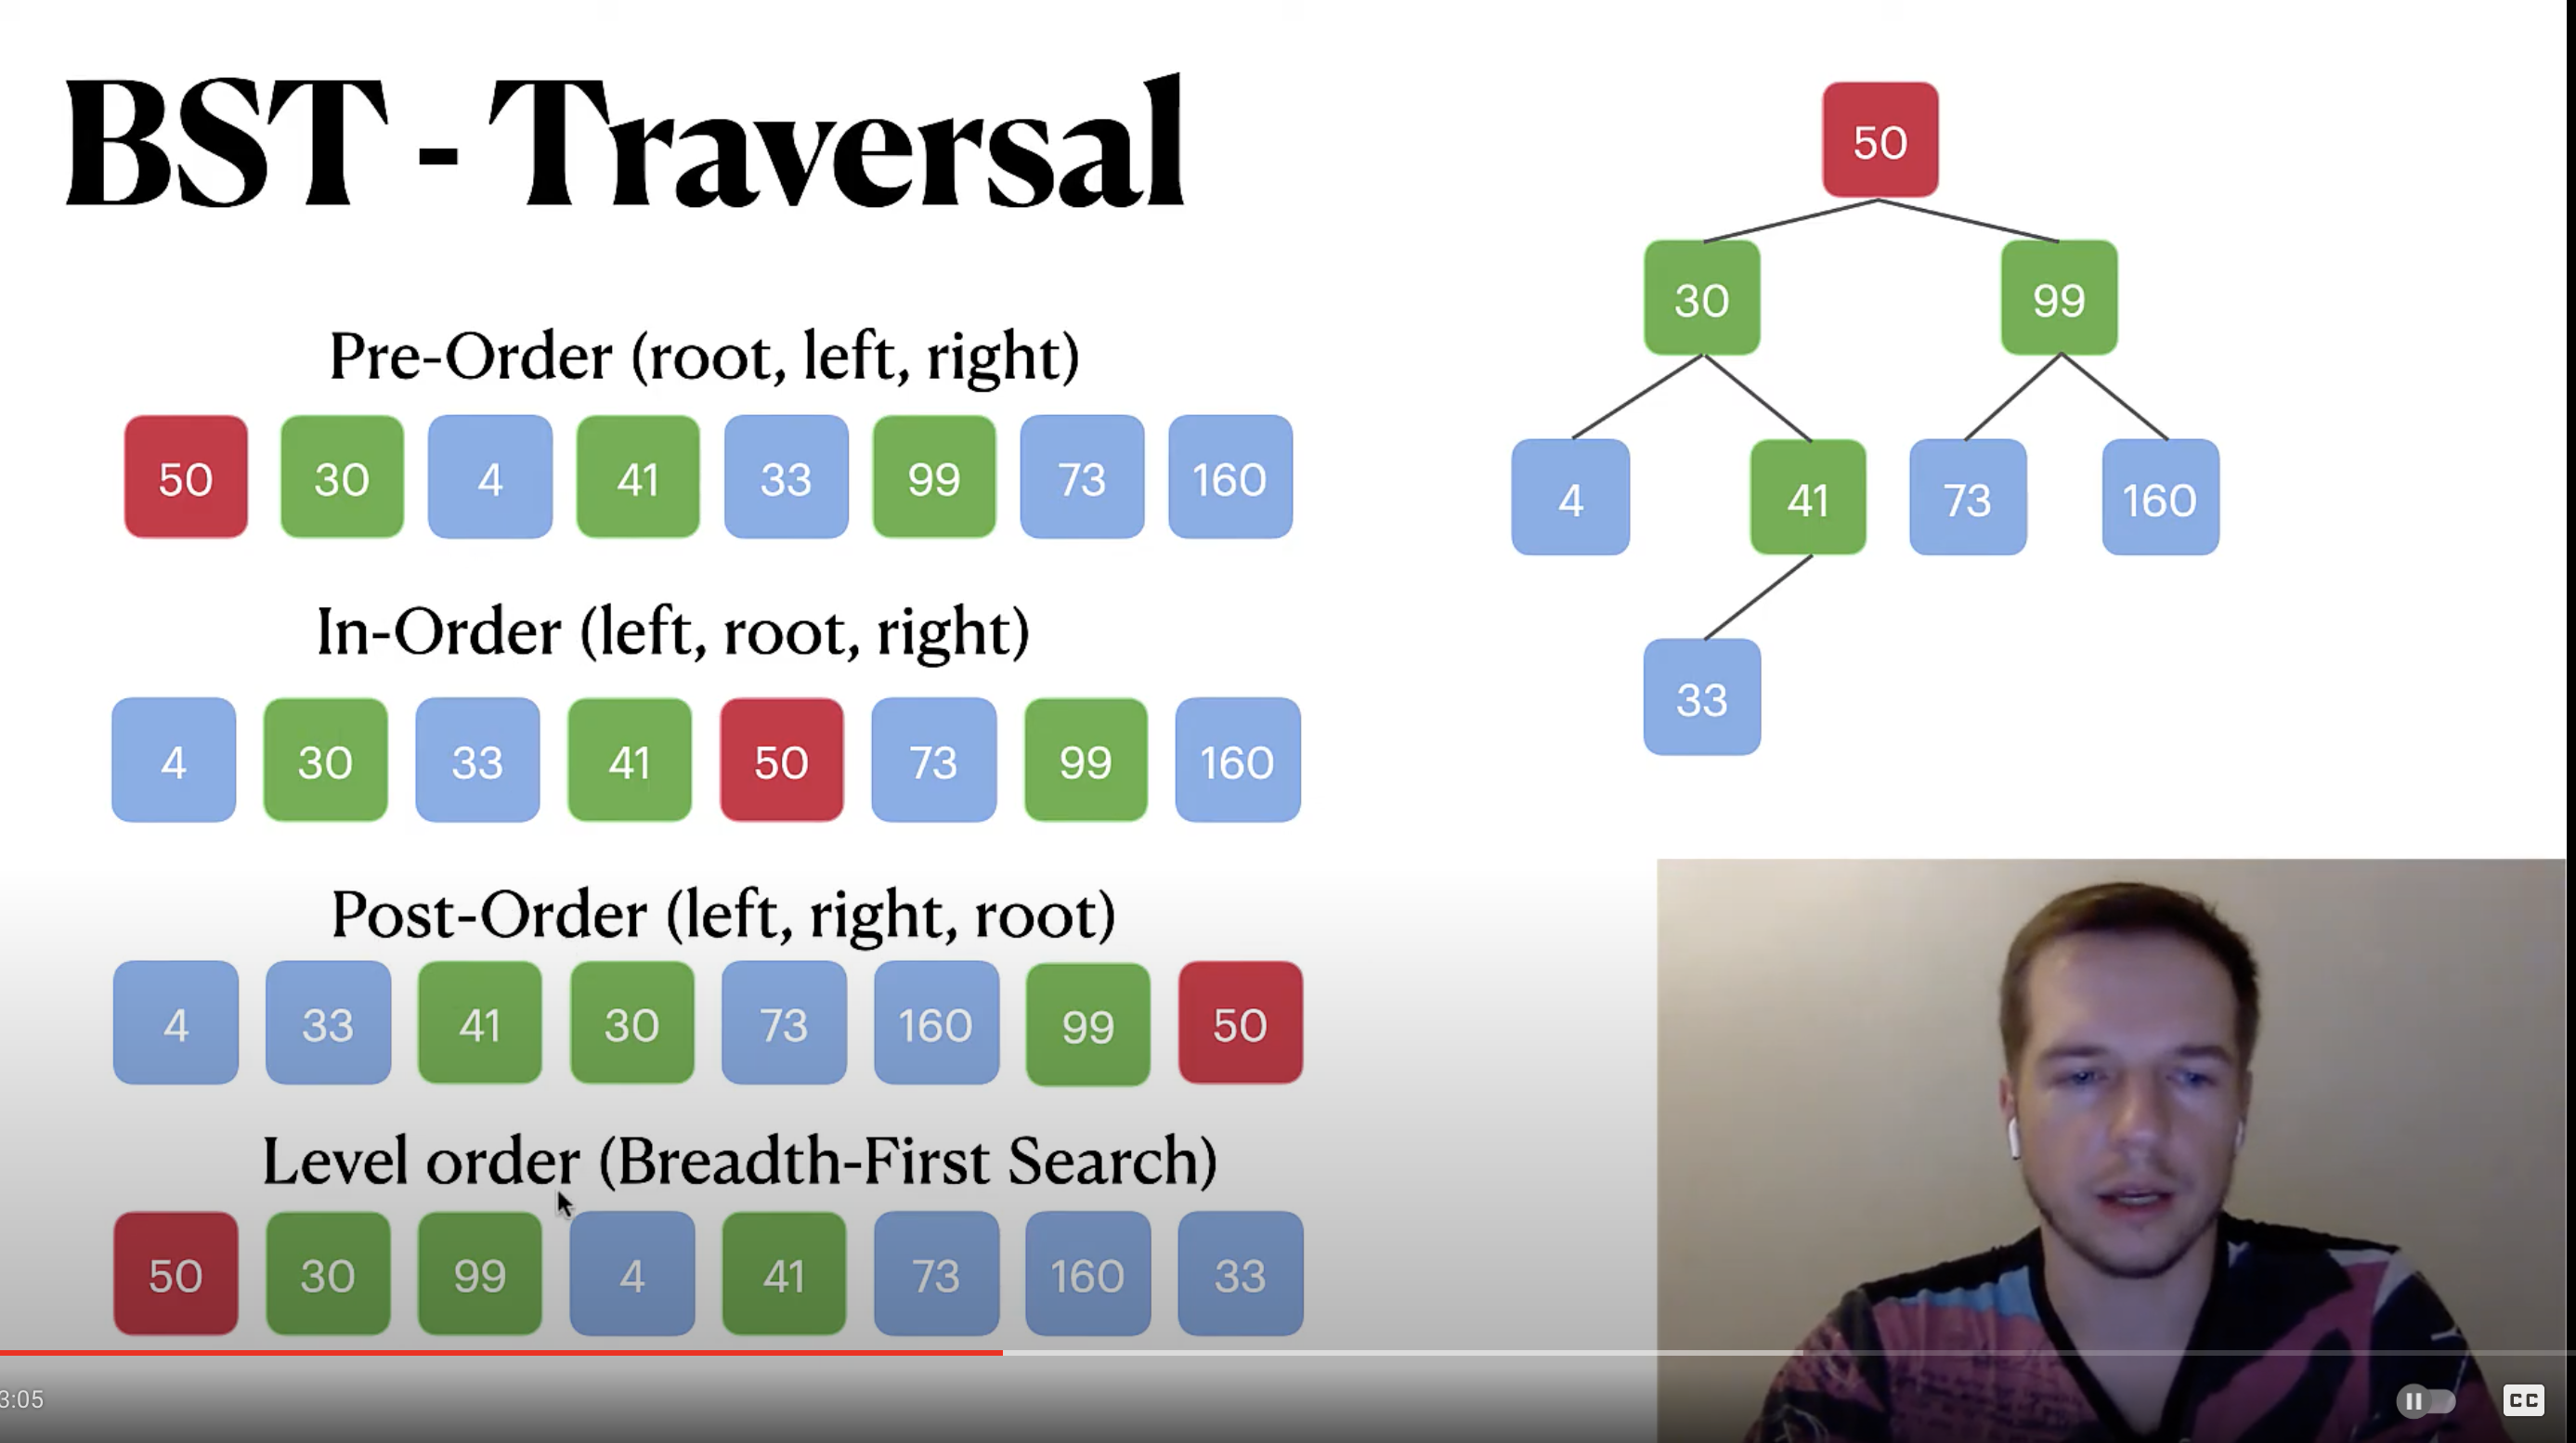 BST - Traversal
Pre-Order (root, left, right)
50 30 4 41 33 99 73 160
In-Order (left, root, right)
4 30 33 41 50 73 99 160
Post-Order (left, right, root)
4 33 41 30 73 160 99 50
Level order (Breadth-First Search)
50 30 99 4 41 73 160 33
50
30 99
4 41 73 160
33
3:05
CC